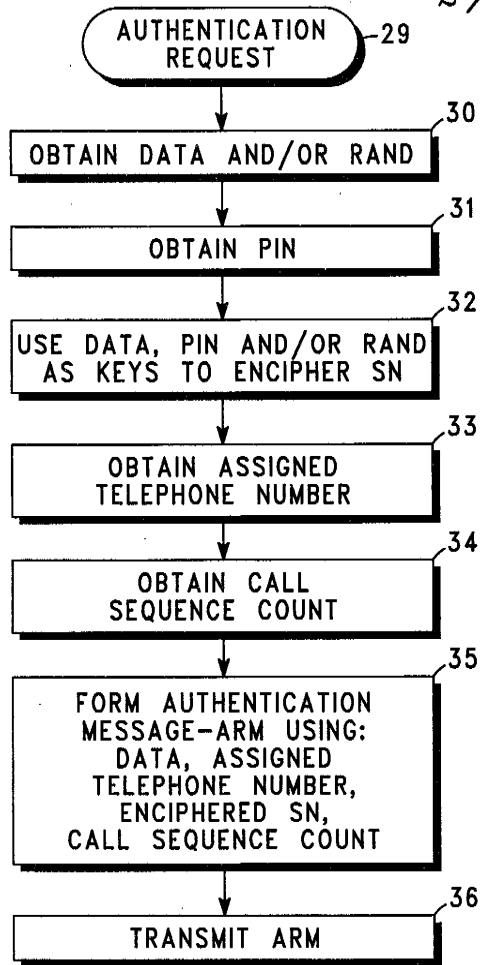 AUTHENTICATION
REQUEST
29
30
OBTAIN DATA AND/OR RAND
31
OBTAIN PIN
32
USE DATA, PIN AND/OR RAND
AS KEYS TO ENCIPHER SN
33
OBTAIN ASSIGNED
TELEPHONE NUMBER
34
OBTAIN CALL
SEQUENCE COUNT
35
FORM AUTHENTICATION
MESSAGE-ARM USING:
DATA, ASSIGNED
TELEPHONE NUMBER,
ENCIPHERED SN,
CALL SEQUENCE COUNT
36
TRANSMIT ARM